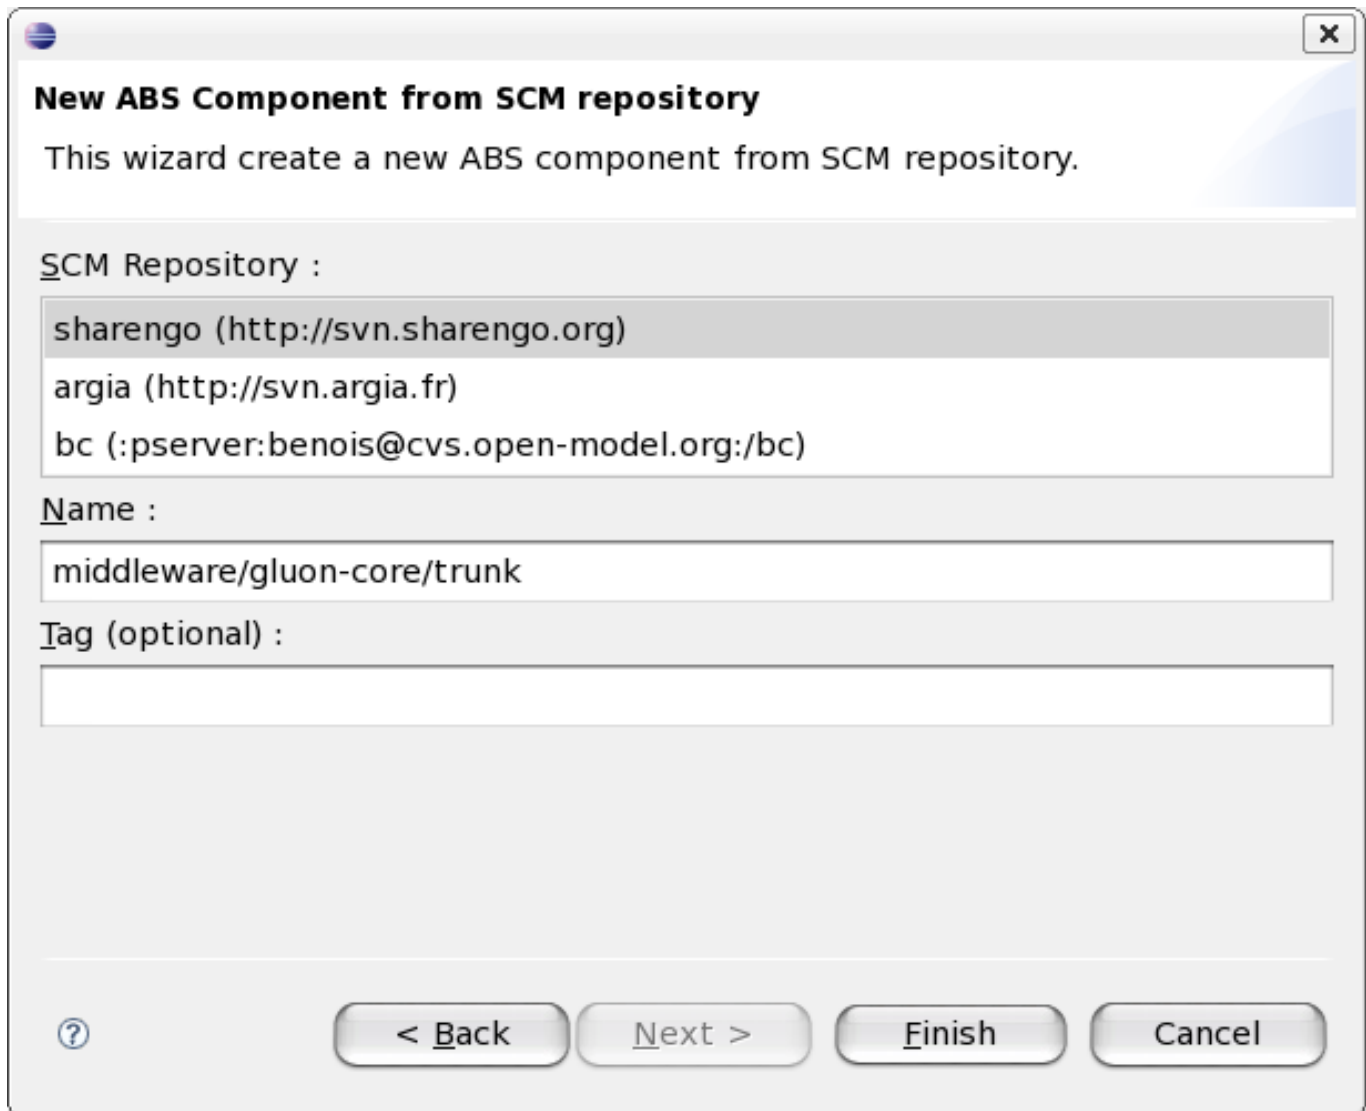 New ABS Component from SCM repository
This wizard create a new ABS component from SCM repository.
SCM Repository :
sharengo (http://svn.sharengo.org)
argia (http://svn.argia.fr)
bc (:pserver:benois@cvs.open-model.org:/bc)
Name :
middleware/gluon-core/trunk
Tag (optional) :
< Back Next > Finish Cancel